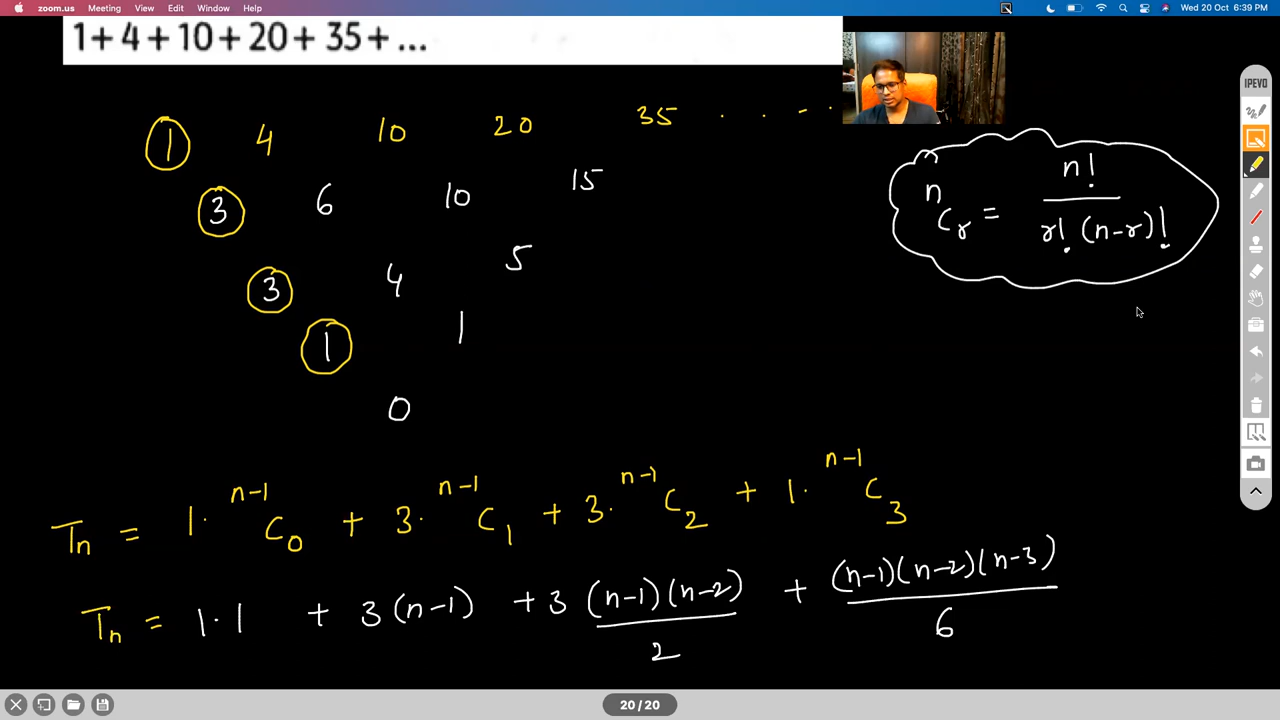 zoom.us Meeting View Edit Window Help Wed 20 Oct 6:39 PM
1+4+10+20+35+...
1 4 10 20 35 . . - .
3 6 10 15
3 4 5
1 1
0
nCr = n! / r! (n-r)!
IPEVO
Tn = 1· n-1C0 + 3· n-1C1 + 3· n-1C2 + 1· n-1C3
Tn = 1·1 + 3(n-1) + 3 (n-1)(n-2) / 2 + (n-1)(n-2)(n-3) / 6
20/20